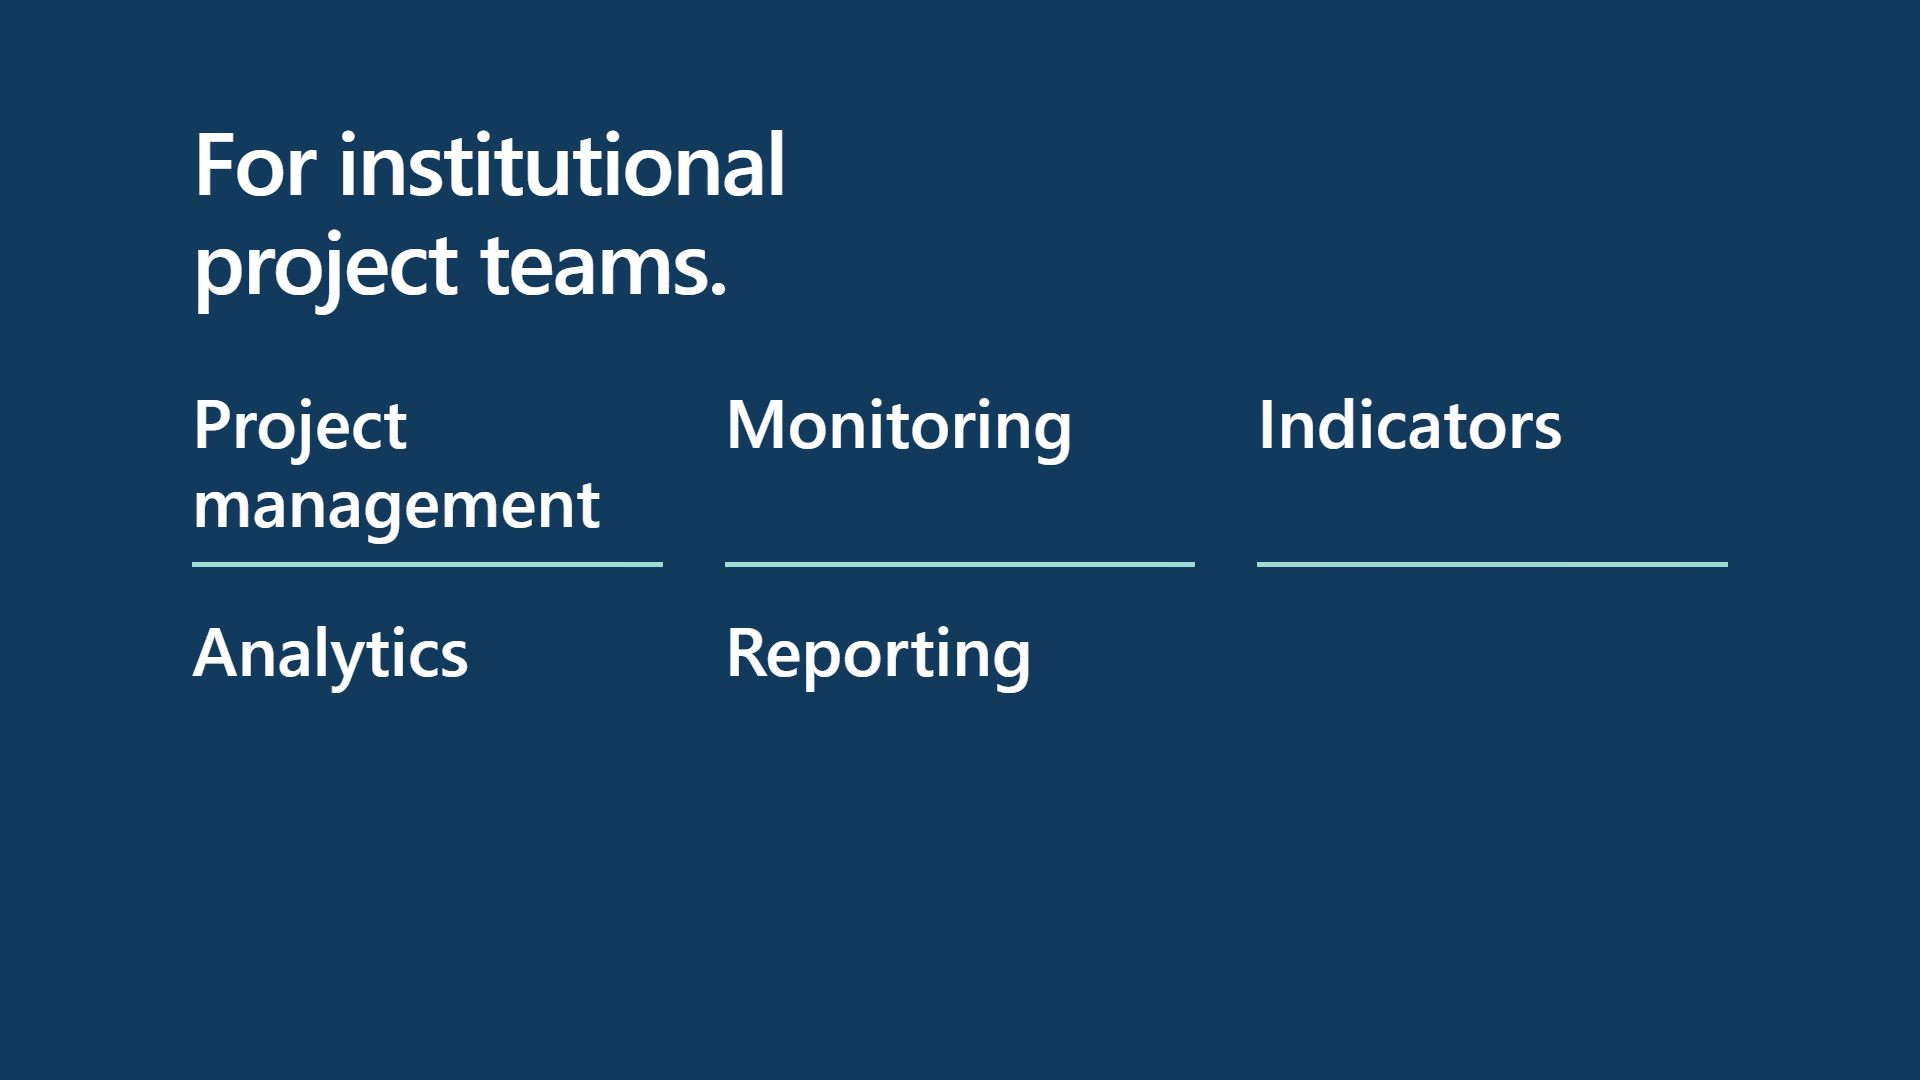 For institutional
project teams.
Project
management
Monitoring
Indicators
Analytics
Reporting